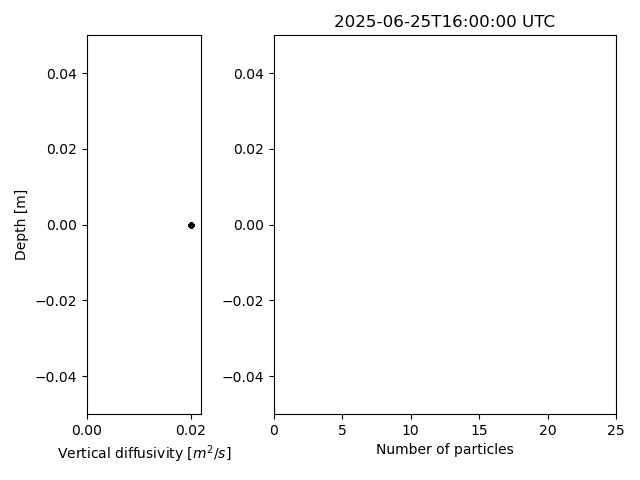 2025-06-25T16:00:00 UTC
Depth [m]
0.04
0.02
0.00
−0.02
−0.04
0.00 0.02
Vertical diffusivity [m²/s]
0.04
0.02
0.00
−0.02
−0.04
0 5 10 15 20 25
Number of particles